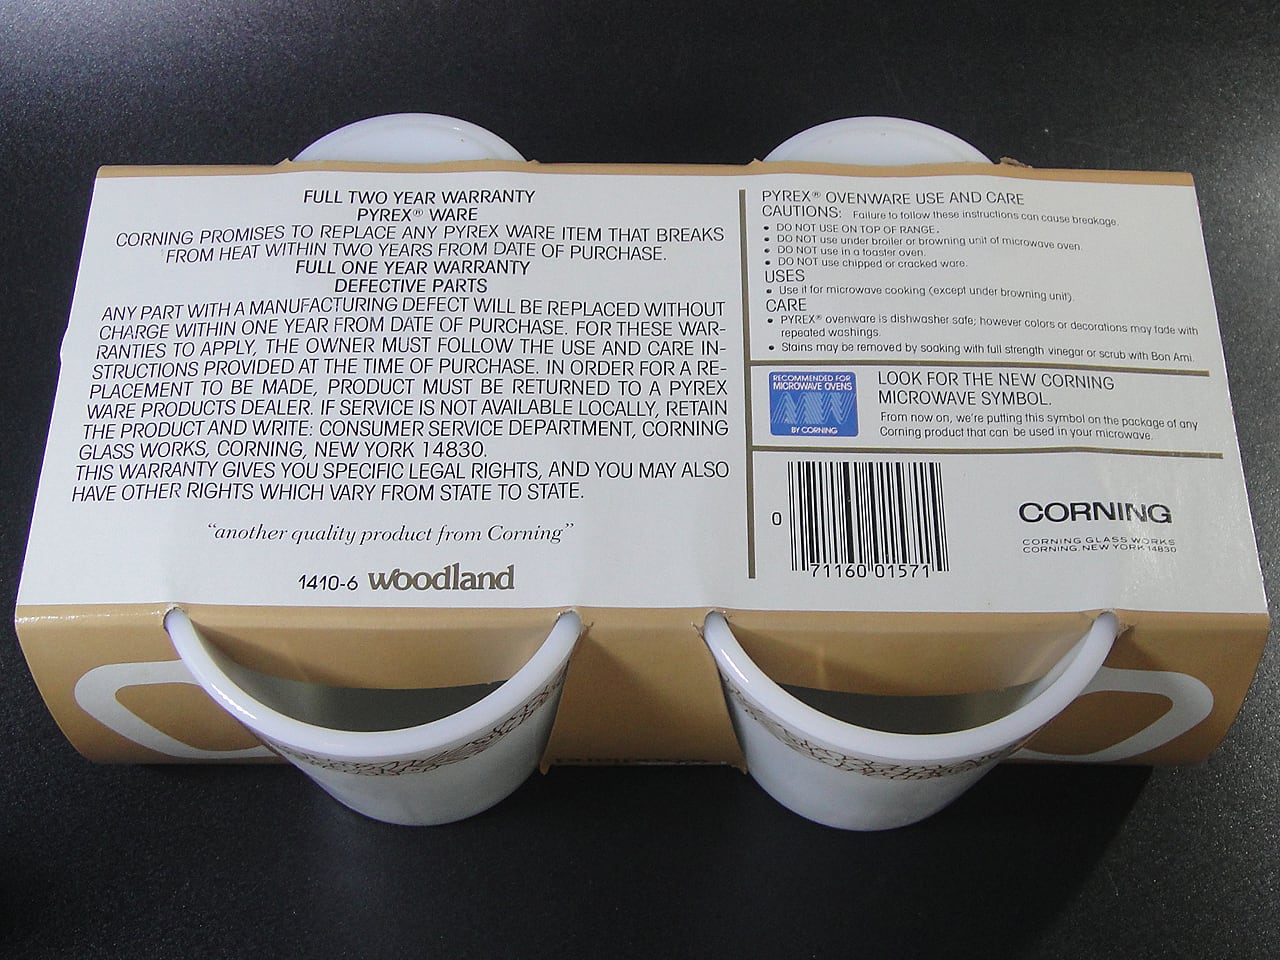 FULL TWO YEAR WARRANTY
PYREX® WARE
CORNING PROMISES TO REPLACE ANY PYREX WARE ITEM THAT BREAKS
FROM HEAT WITHIN TWO YEARS FROM DATE OF PURCHASE.
FULL ONE YEAR WARRANTY
DEFECTIVE PARTS
ANY PART WITH A MANUFACTURING DEFECT WILL BE REPLACED WITHOUT
CHARGE WITHIN ONE YEAR FROM DATE OF PURCHASE. FOR THESE WAR-
RANTIES TO APPLY, THE OWNER MUST FOLLOW THE USE AND CARE IN-
STRUCTIONS PROVIDED AT THE TIME OF PURCHASE. IN ORDER FOR A RE-
PLACEMENT TO BE MADE, PRODUCT MUST BE RETURNED TO A PYREX
WARE PRODUCTS DEALER. IF SERVICE IS NOT AVAILABLE LOCALLY, RETAIN
THE PRODUCT AND WRITE: CONSUMER SERVICE DEPARTMENT, CORNING
GLASS WORKS, CORNING, NEW YORK 14830.
THIS WARRANTY GIVES YOU SPECIFIC LEGAL RIGHTS, AND YOU MAY ALSO
HAVE OTHER RIGHTS WHICH VARY FROM STATE TO STATE.
“another quality product from Corning”
1410-6 woodland
PYREX® OVENWARE USE AND CARE
CAUTIONS: Failure to follow these instructions can cause breakage.
• DO NOT USE ON TOP OF RANGE.
• DO NOT use under broiler or browning unit of microwave oven.
• DO NOT use in a toaster oven.
• DO NOT use chipped or cracked ware.
USES
• Use it for microwave cooking (except under browning unit).
CARE
• PYREX® ovenware is dishwasher safe; however colors or decorations may fade with
repeated washings.
• Stains may be removed by soaking with full strength vinegar or scrub with Bon Ami.
RECOMMENDED FOR
MICROWAVE OVENS
MW
BY CORNING
LOOK FOR THE NEW CORNING
MICROWAVE SYMBOL.
From now on, we're putting this symbol on the package of any
Corning product that can be used in your microwave.
0
71160 01571
CORNING
CORNING GLASS WORKS
CORNING, NEW YORK 14830